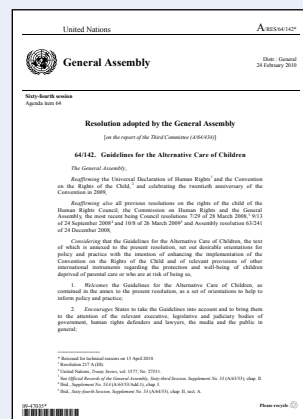 United Nations A/RES/64/142*
General Assembly
Distr.: General
24 February 2010
Sixty-fourth session
Agenda item 64
Resolution adopted by the General Assembly
[on the report of the Third Committee (A/64/434)]
64/142. Guidelines for the Alternative Care of Children
The General Assembly,
Reaffirming the Universal Declaration of Human Rights¹ and the Convention
on the Rights of the Child,² and celebrating the twentieth anniversary of the
Convention in 2009,
Reaffirming also all previous resolutions on the rights of the child of the
Human Rights Council, the Commission on Human Rights and the General
Assembly, the most recent being Council resolutions 7/29 of 28 March 2008,³ 9/13
of 24 September 2008⁴ and 10/8 of 26 March 2009⁵ and Assembly resolution 63/241
of 24 December 2008,
Considering that the Guidelines for the Alternative Care of Children, the text
of which is annexed to the present resolution, set out desirable orientations for
policy and practice with the intention of enhancing the implementation of the
Convention on the Rights of the Child and of relevant provisions of other
international instruments regarding the protection and well-being of children
deprived of parental care or who are at risk of being so,
1. Welcomes the Guidelines for the Alternative Care of Children, as
contained in the annex to the present resolution, as a set of orientations to help to
inform policy and practice;
2. Encourages States to take the Guidelines into account and to bring them
to the attention of the relevant executive, legislative and judiciary bodies of
government, human rights defenders and lawyers, the media and the public in
general;
* Reissued for technical reasons on 13 April 2010.
¹ Resolution 217 A (III).
² United Nations, Treaty Series, vol. 1577, No. 27531.
³ See Official Records of the General Assembly, Sixty-third Session, Supplement No. 53 (A/63/53), chap. II.
⁴ Ibid., Supplement No. 53A (A/63/53/Add.1), chap. I.
⁵ Ibid., Sixty-fourth Session, Supplement No. 53 (A/64/53), chap. II, sect. A.
09-47035*
Please recycle